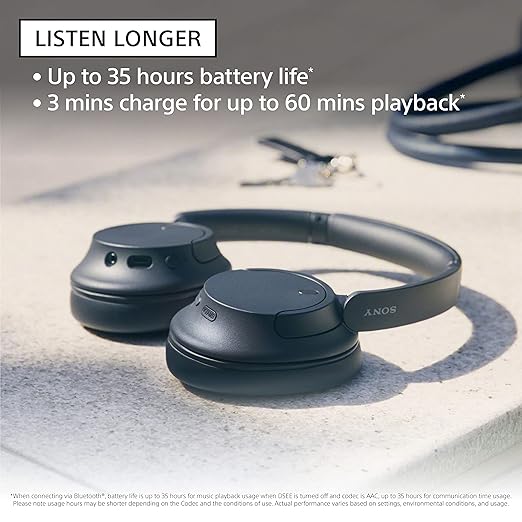 LISTEN LONGER
• Up to 35 hours battery life*
• 3 mins charge for up to 60 mins playback*
SONY
*When connecting via Bluetooth®, battery life is up to 35 hours for music playback usage when DSEE is turned off and codec is AAC, up to 35 hours for communication time usage.
Please note usage hours may be shorter depending on the Codec and the conditions of use. Actual performance varies based on settings, environmental conditions, and usage.